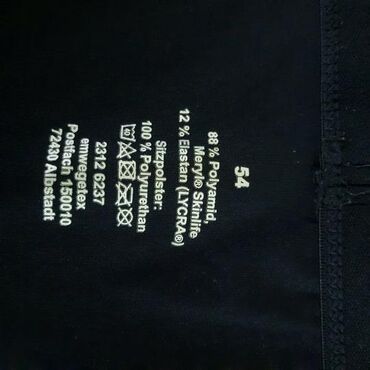 54
88 % Polyamid,
Meryl® Skinlife
12 % Elastan (LYCRA®)
Sitzpolster:
100 % Polyurethan
2312 6237
emwegetex
Postfach 150010
72430 Albstadt